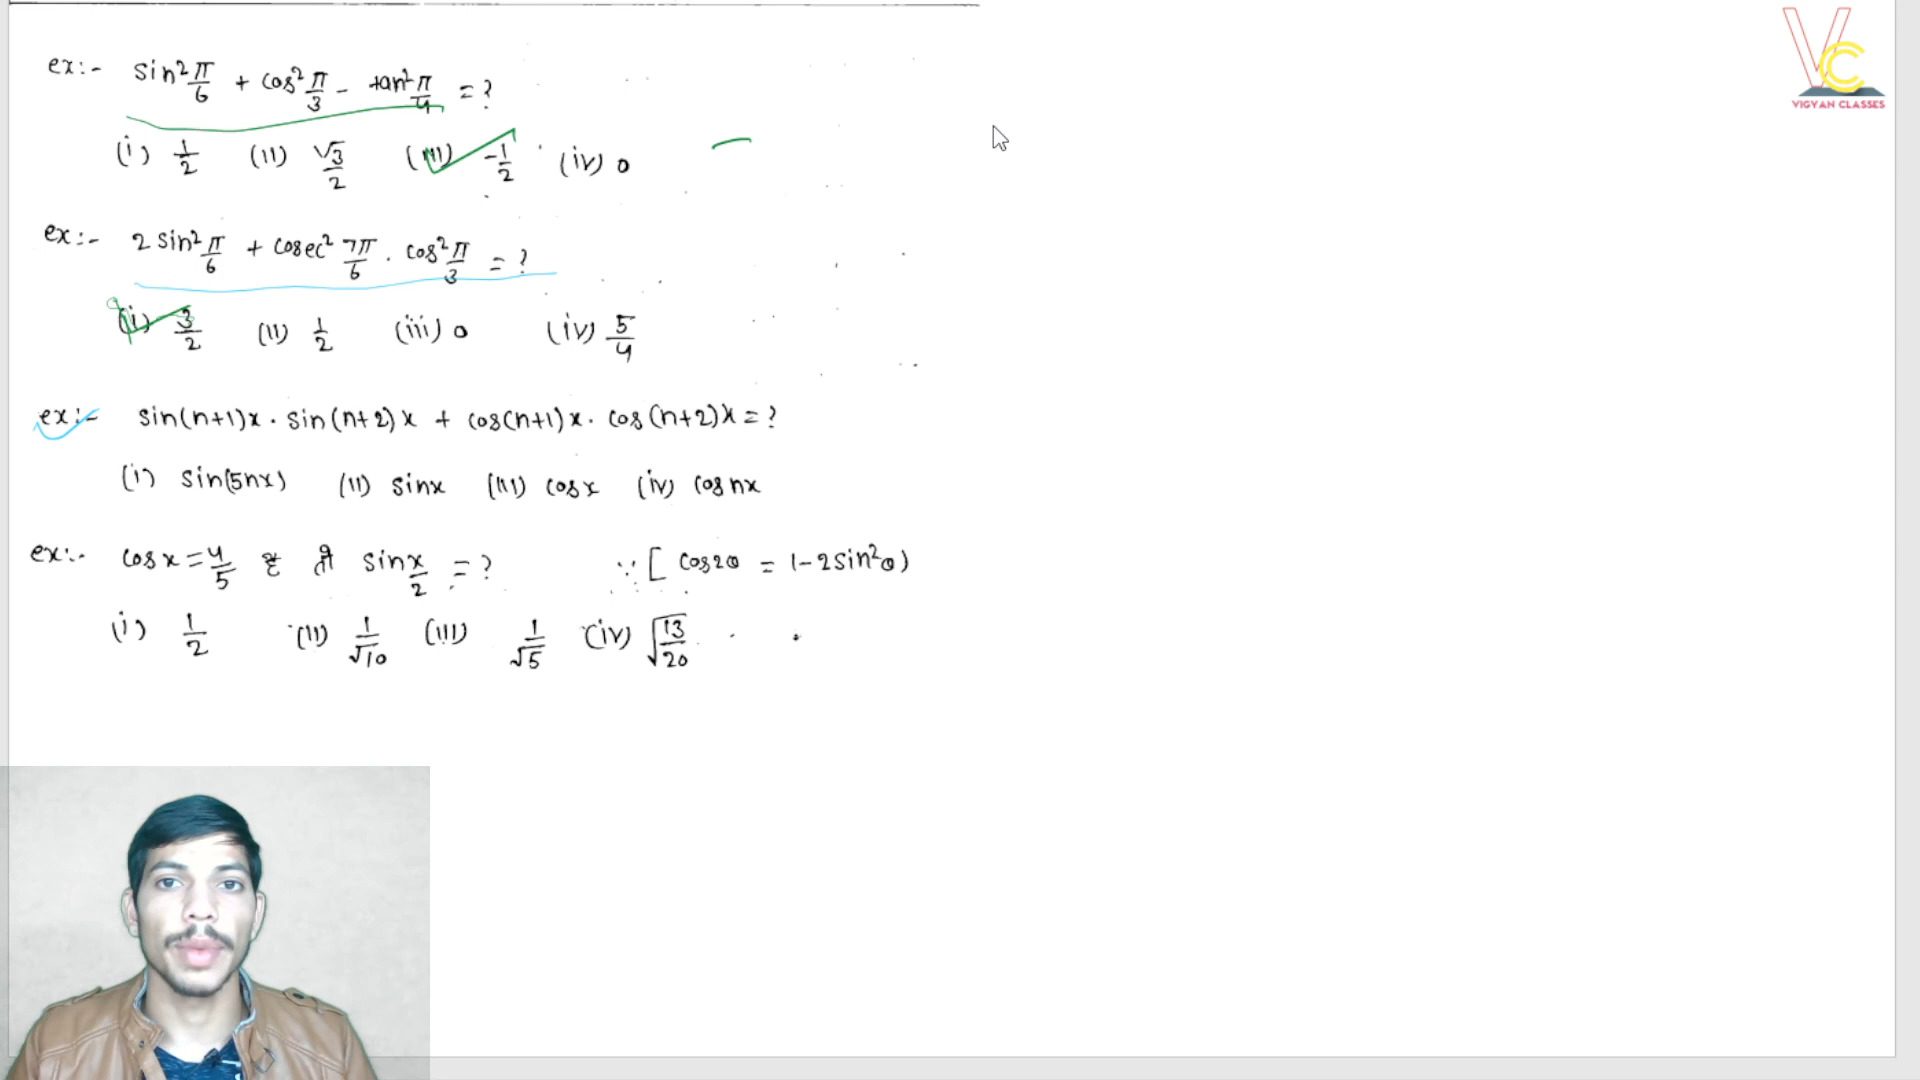 ex:- sin²π/6 + cos²π/3 - tan²π/4 = ?
(i) 1/2 (ii) √3/2 (iii) -1/2 (iv) 0
ex:- 2 sin²π/6 + cosec² 7π/6 . cos²π/3 = ?
(i) 3/2 (ii) 1/2 (iii) 0 (iv) 5/4
ex:- sin(n+1)x . sin(n+2)x + cos(n+1)x . cos(n+2)x = ?
(i) sin(5nx) (ii) sinx (iii) cosx (iv) cosnx
ex:- cosx = 4/5 है तो sin x/2 = ? ∵ [ cos2θ = 1-2sin²θ)
(i) 1/2 (ii) 1/√10 (iii) 1/√5 (iv) √13/20
VC
VIGYAN CLASSES